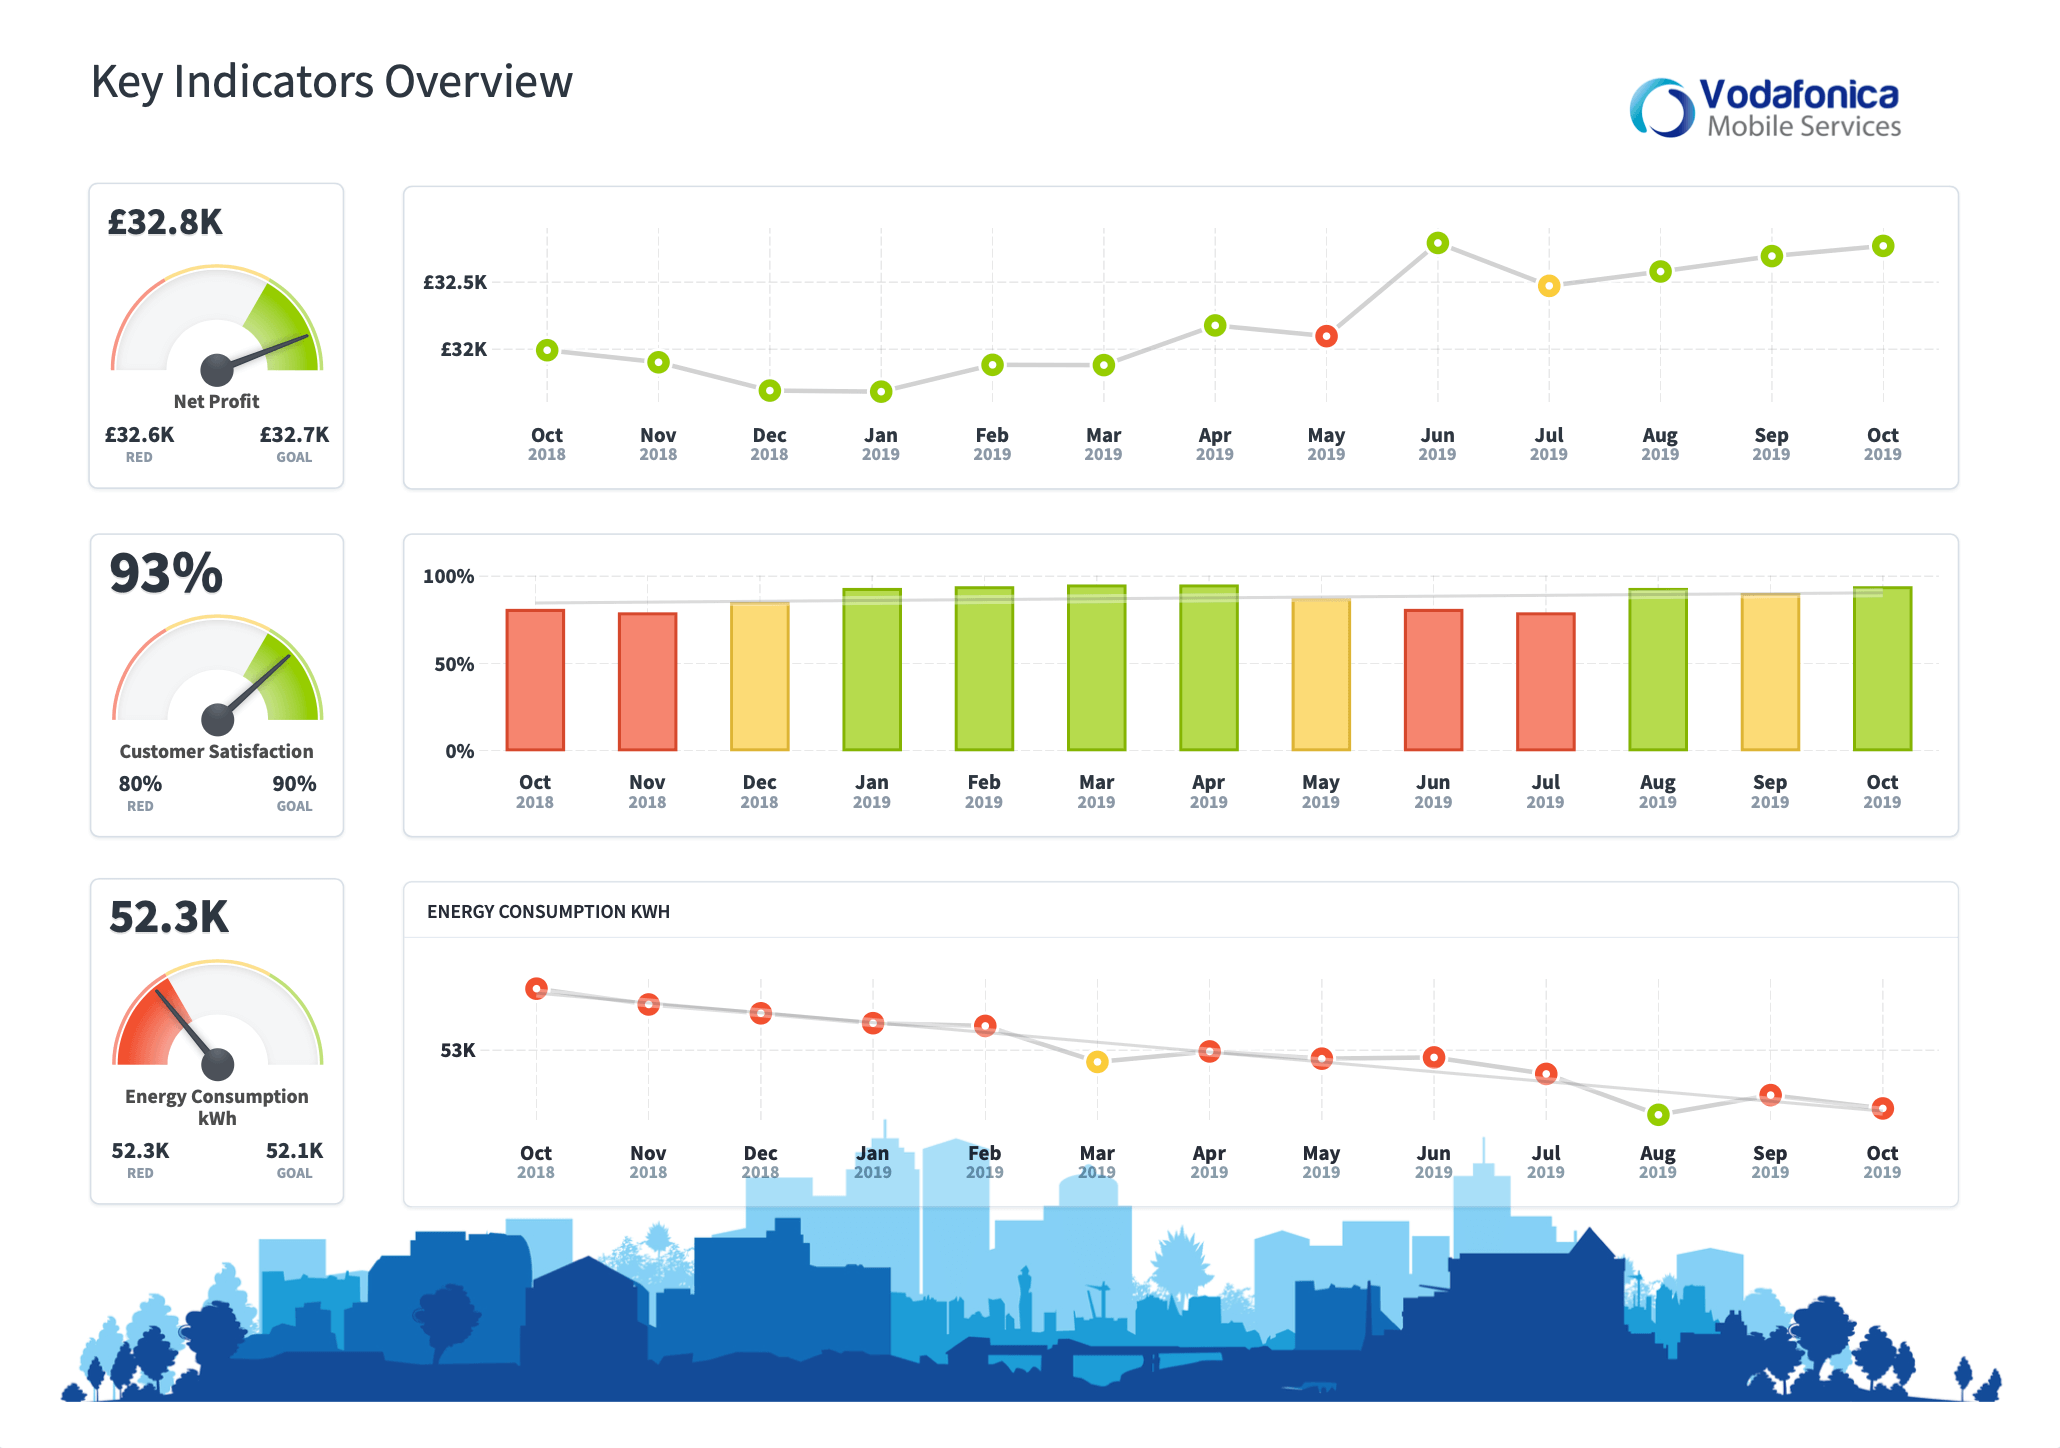 Key Indicators Overview
Vodafonica
Mobile Services
£32.8K
Net Profit
£32.6K £32.7K
RED GOAL
£32.5K
£32K
Oct Nov Dec Jan Feb Mar Apr May Jun Jul Aug Sep Oct
2018 2018 2018 2019 2019 2019 2019 2019 2019 2019 2019 2019 2019
93%
Customer Satisfaction
80% 90%
RED GOAL
100%
50%
0%
Oct Nov Dec Jan Feb Mar Apr May Jun Jul Aug Sep Oct
2018 2018 2018 2019 2019 2019 2019 2019 2019 2019 2019 2019 2019
52.3K
Energy Consumption
kWh
52.3K 52.1K
RED GOAL
ENERGY CONSUMPTION KWH
53K
Oct Nov Dec Jan Feb Mar Apr May Jun Jul Aug Sep Oct
2018 2018 2018 2019 2019 2019 2019 2019 2019 2019 2019 2019 2019